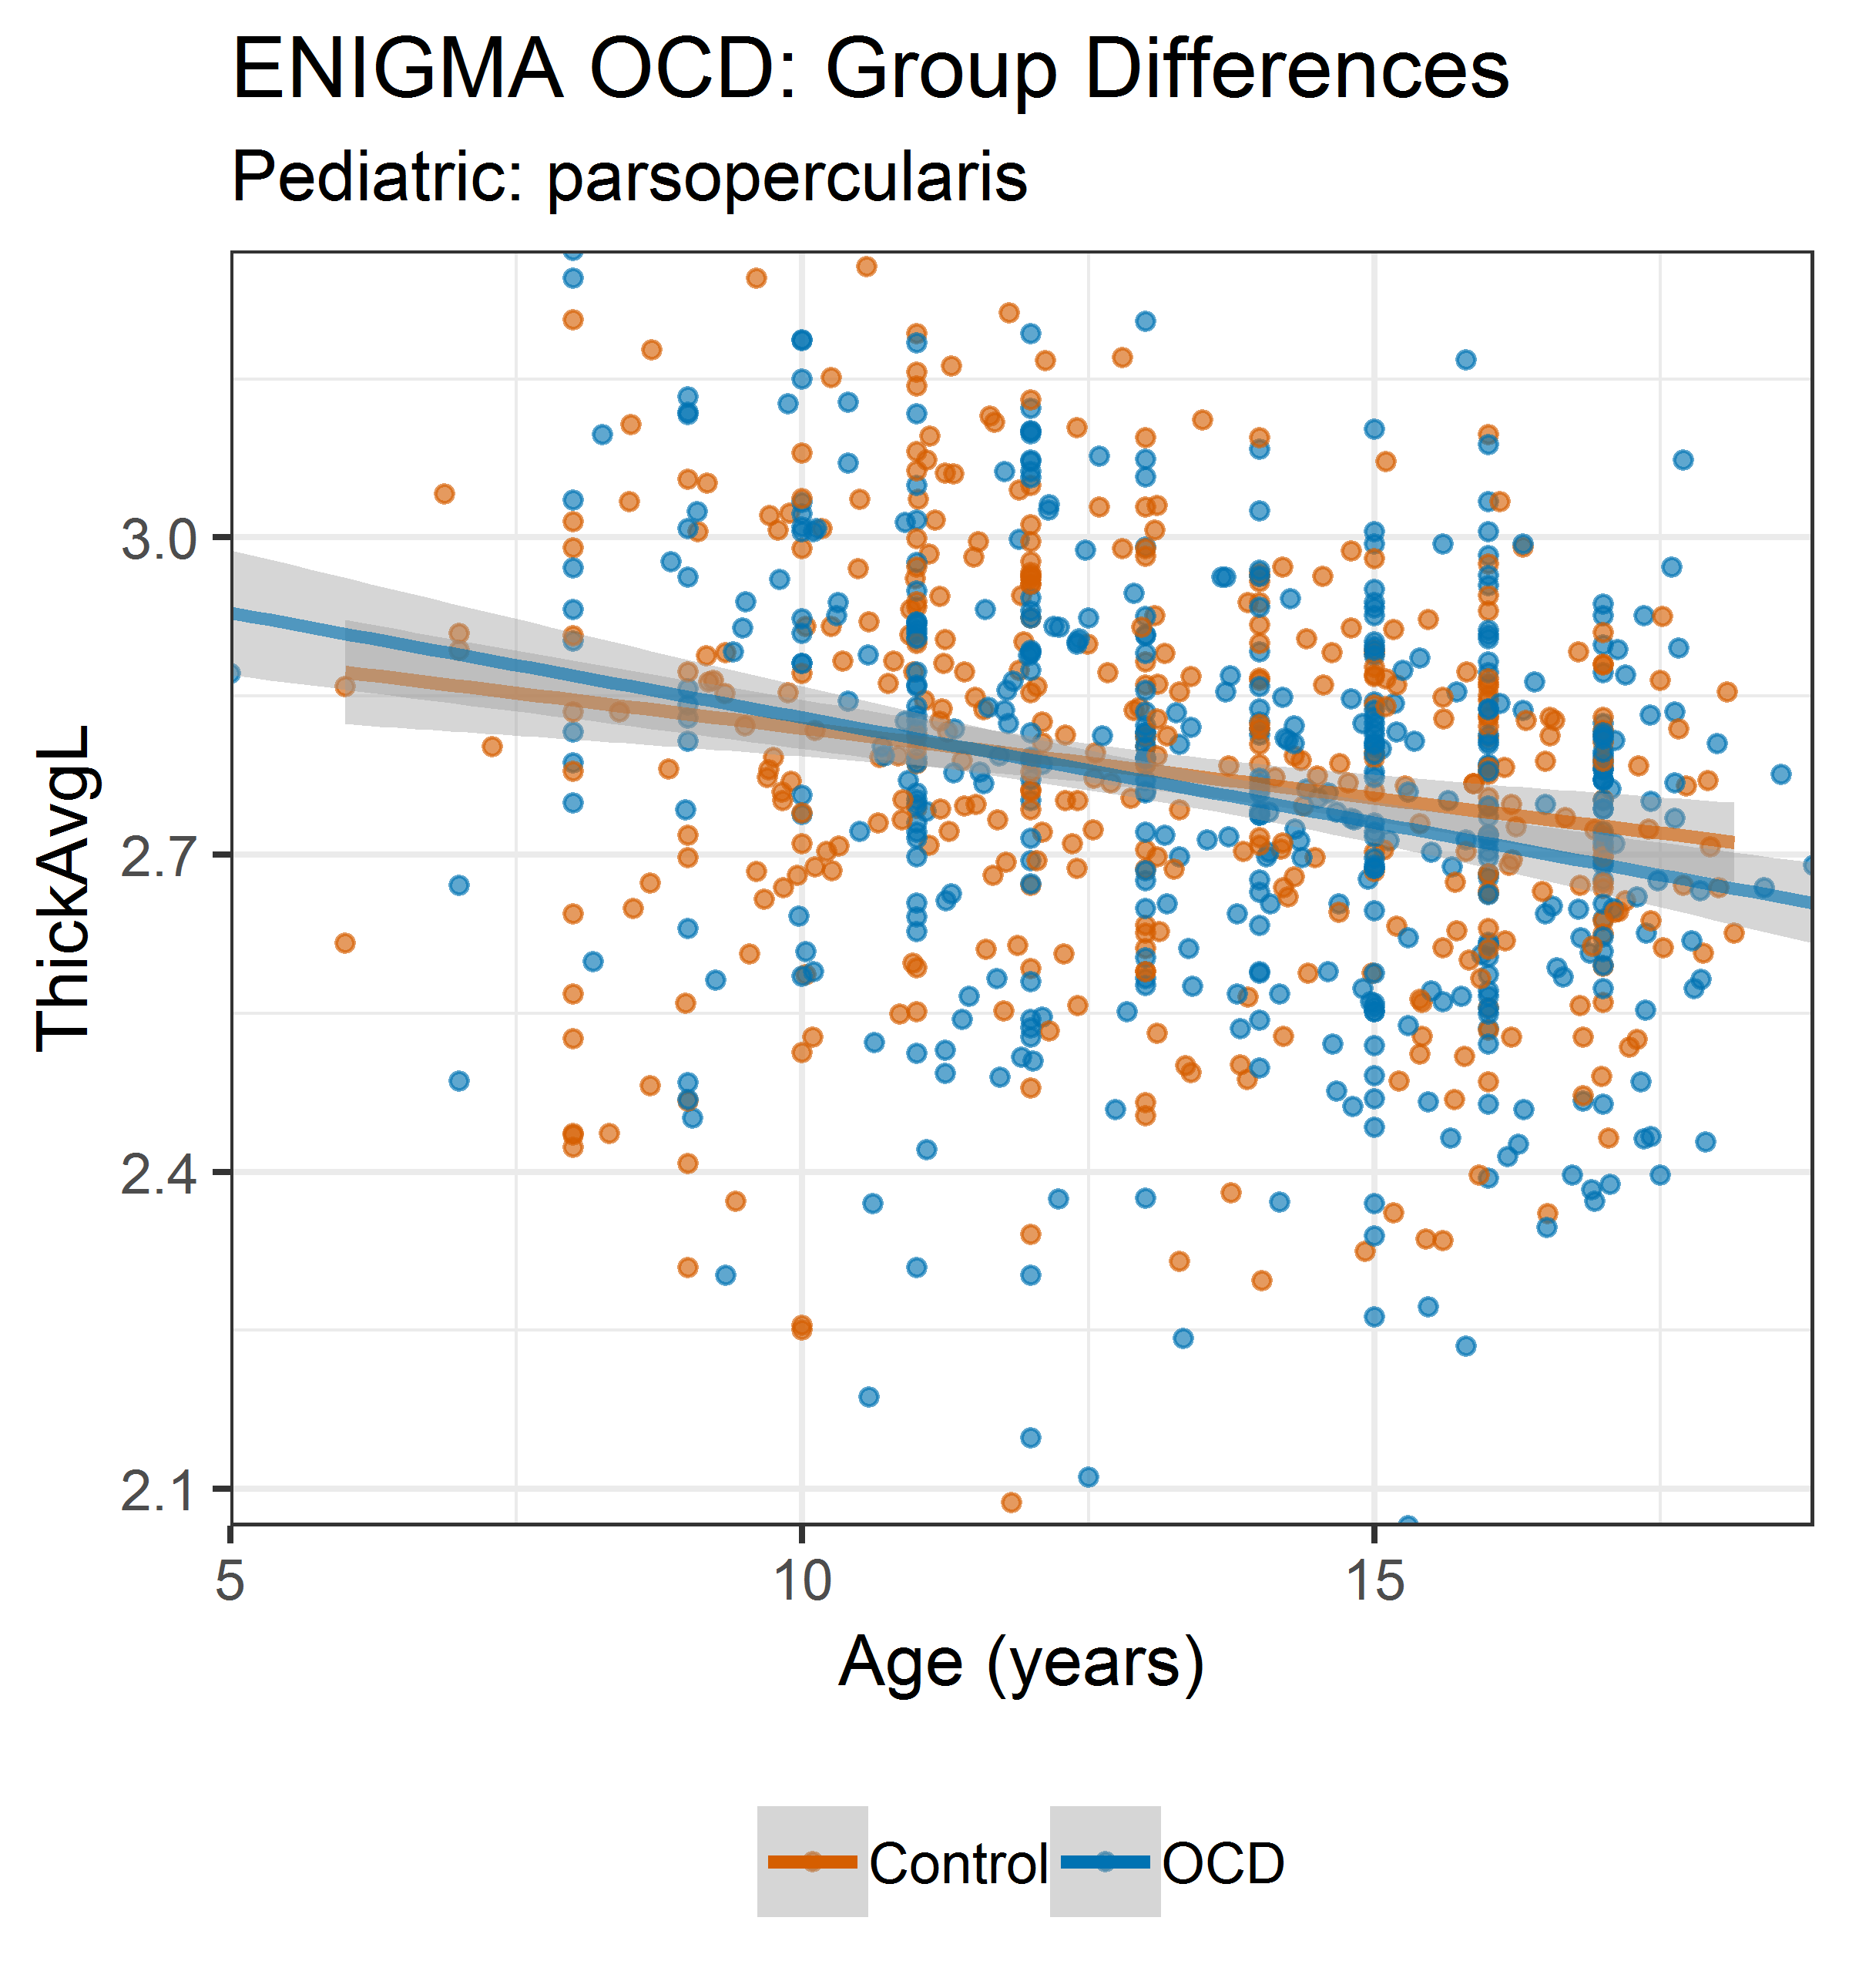 ENIGMA OCD: Group Differences
Pediatric: parsopercularis
ThickAvgL
3.0
2.7
2.4
2.1
5 10 15
Age (years)
Control OCD